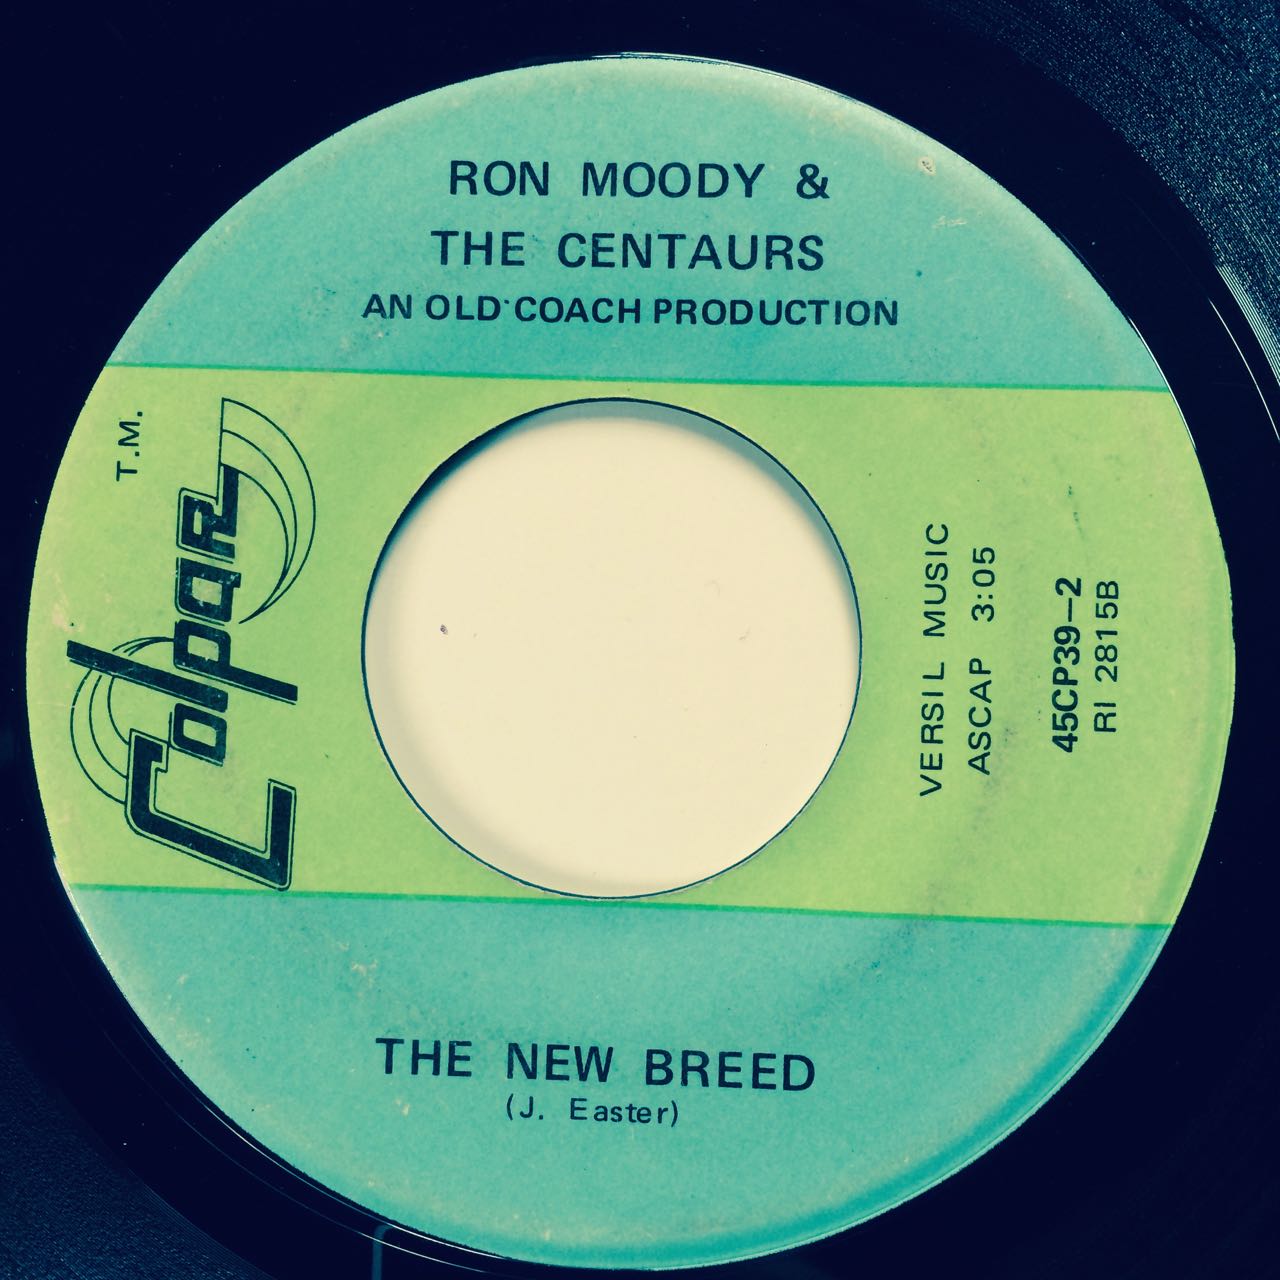 RON MOODY &
THE CENTAURS
AN OLD COACH PRODUCTION
T.M.
Colpar
VERSIL MUSIC
ASCAP 3:05
45CP39-2
RI 2815B
THE NEW BREED
(J. Easter)